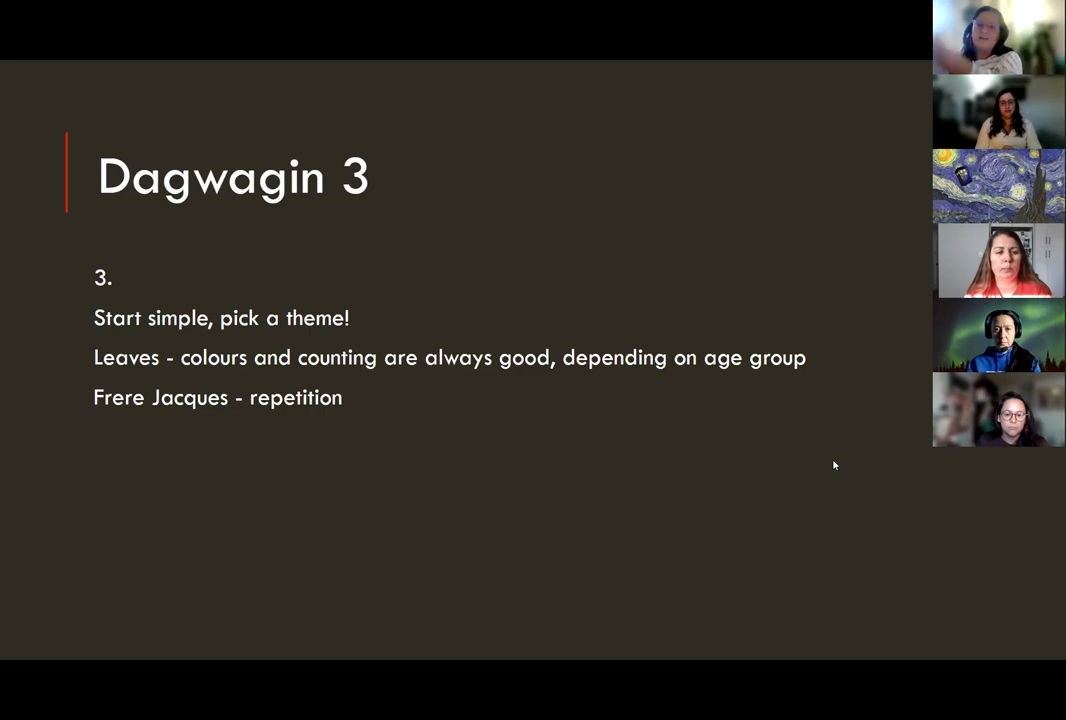 Dagwagin 3
3.
Start simple, pick a theme!
Leaves - colours and counting are always good, depending on age group
Frere Jacques - repetition